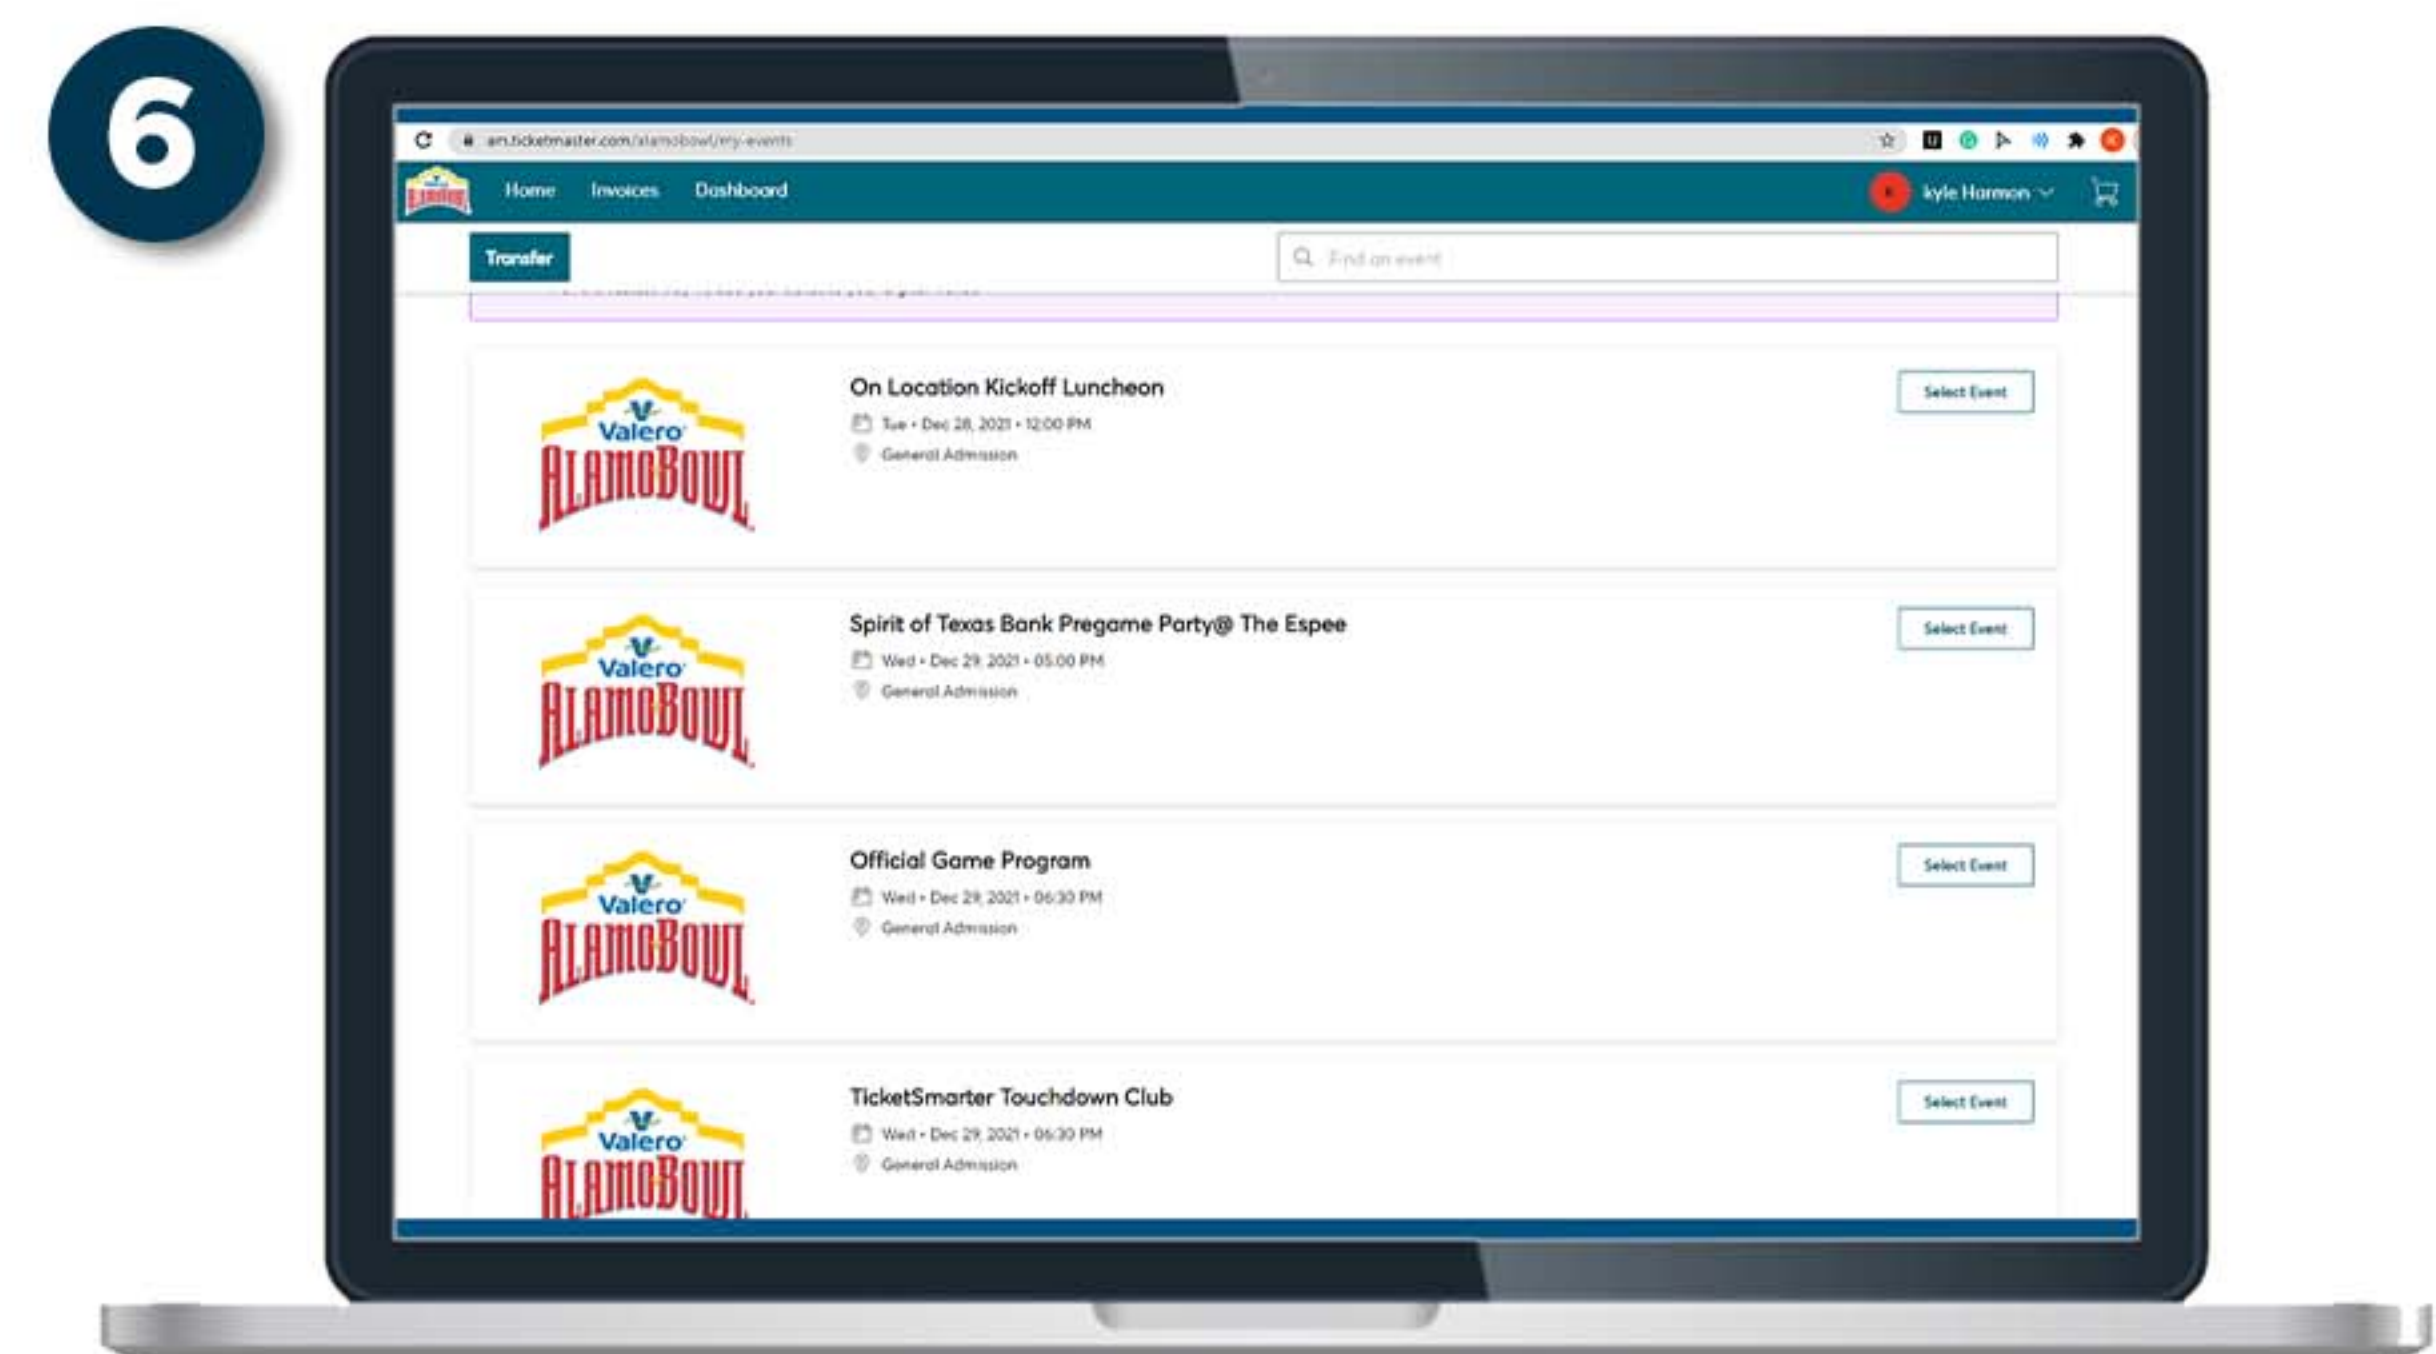 6
am.ticketmaster.com/alamobowl/my-events
Home Invoices Dashboard
kyle Harmon
Transfer
Find an event
Valero
ALAMOBOWL
On Location Kickoff Luncheon
Tue • Dec 28, 2021 • 12:00 PM
General Admission
Select Event
Valero
ALAMOBOWL
Spirit of Texas Bank Pregame Party@ The Espee
Wed • Dec 29, 2021 • 05:00 PM
General Admission
Select Event
Valero
ALAMOBOWL
Official Game Program
Wed • Dec 29, 2021 • 06:30 PM
General Admission
Select Event
Valero
ALAMOBOWL
TicketSmarter Touchdown Club
Wed • Dec 29, 2021 • 06:30 PM
General Admission
Select Event